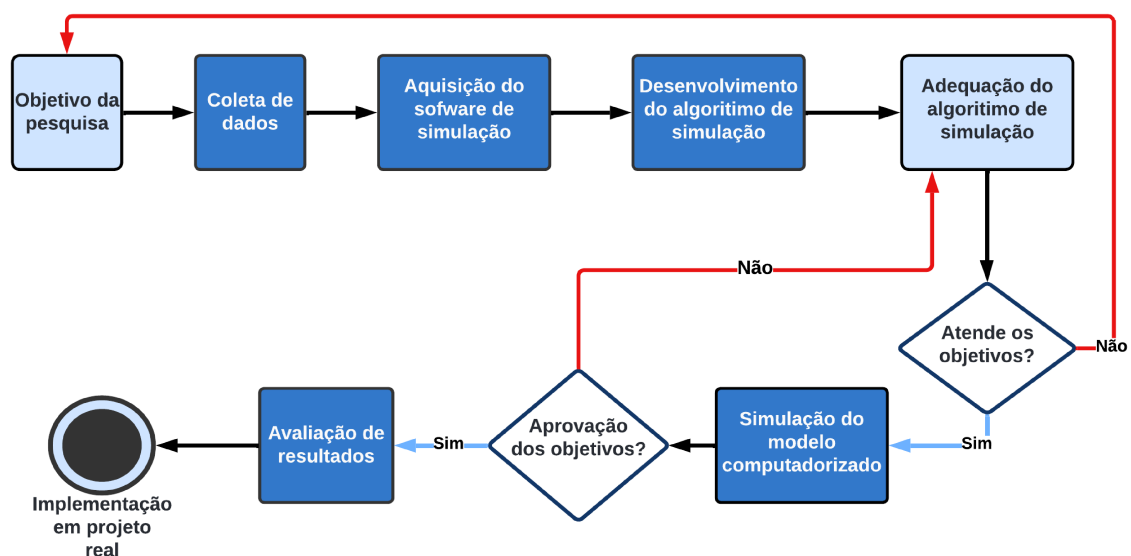 Objetivo da
pesquisa
Coleta de
dados
Aquisição do
sofware de
simulação
Desenvolvimento
do algoritimo de
simulação
Adequação do
algoritimo de
simulação
Não
Atende os
objetivos?
Não
Sim
Simulação do
modelo
computadorizado
Aprovação
dos objetivos?
Sim
Avaliação de
resultados
Implementação
em projeto
real